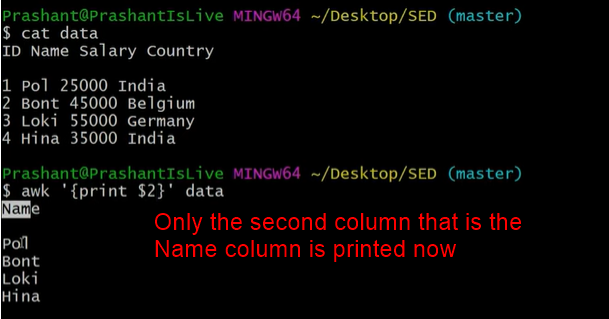 Prashant@PrashantIsLive MINGW64 ~/Desktop/SED (master)
$ cat data
ID Name Salary Country
1 Pol 25000 India
2 Bont 45000 Belgium
3 Loki 55000 Germany
4 Hina 35000 India
Prashant@PrashantIsLive MINGW64 ~/Desktop/SED (master)
$ awk '{print $2}' data
Name
Only the second column that is the
Name column is printed now
Pol
Bont
Loki
Hina